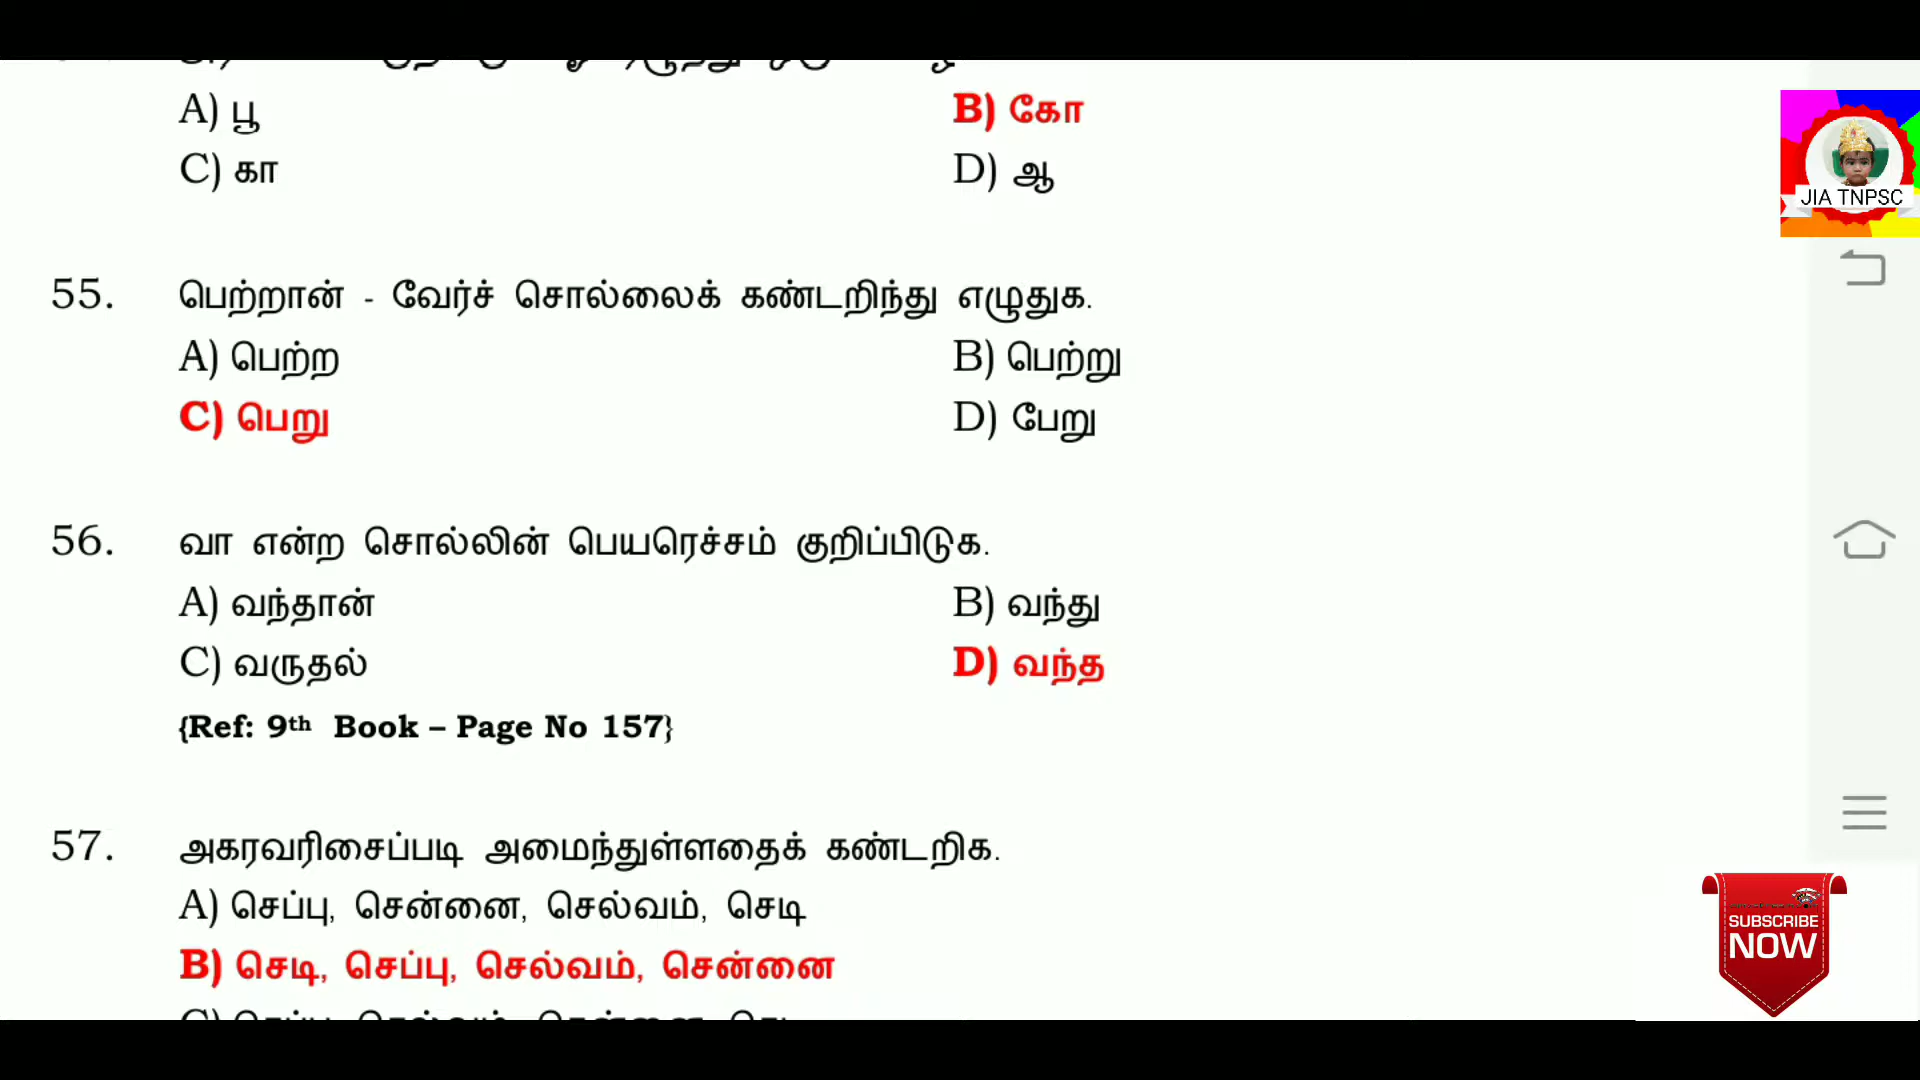 A) பூ
B) கோ
C) கா
D) ஆ
JIA TNPSC
55. பெற்றான் - வேர்ச் சொல்லைக் கண்டறிந்து எழுதுக.
A) பெற்ற
B) பெற்று
C) பெறு
D) பேறு
56. வா என்ற சொல்லின் பெயரெச்சம் குறிப்பிடுக.
A) வந்தான்
B) வந்து
C) வருதல்
D) வந்த
{Ref: 9th Book – Page No 157}
57. அகரவரிசைப்படி அமைந்துள்ளதைக் கண்டறிக.
A) செப்பு, சென்னை, செல்வம், செடி
B) செடி, செப்பு, செல்வம், சென்னை
SUBSCRIBE
NOW